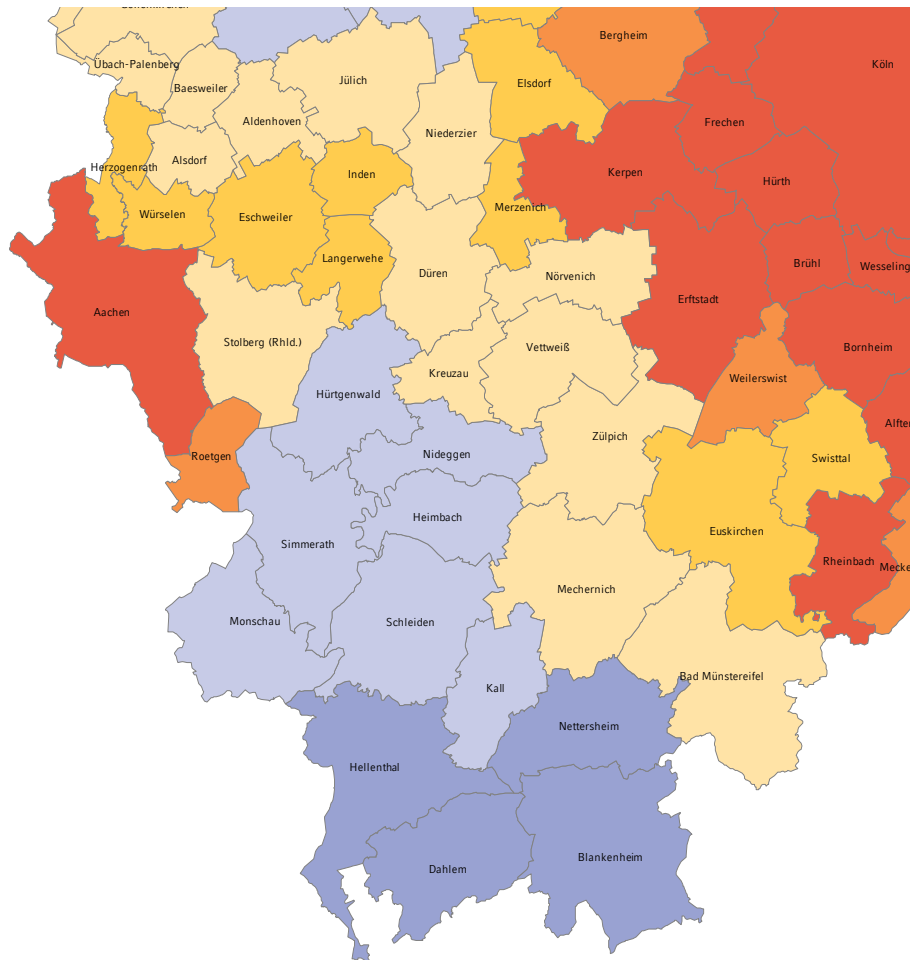 Bergheim
Köln
Übach-Palenberg
Jülich
Elsdorf
Baesweiler
Aldenhoven
Frechen
Niederzier
Alsdorf
Herzogenrath
Inden
Kerpen
Hürth
Würselen
Eschweiler
Merzenich
Langerwehe
Düren
Nörvenich
Brühl
Wesseling
Aachen
Erftstadt
Stolberg (Rhld.)
Vettweiß
Bornheim
Kreuzau
Weilerswist
Hürtgenwald
Alfter
Zülpich
Roetgen
Nideggen
Swisttal
Heimbach
Simmerath
Euskirchen
Rheinbach
Mecke
Mechernich
Monschau
Schleiden
Bad Münstereifel
Kall
Nettersheim
Hellenthal
Blankenheim
Dahlem